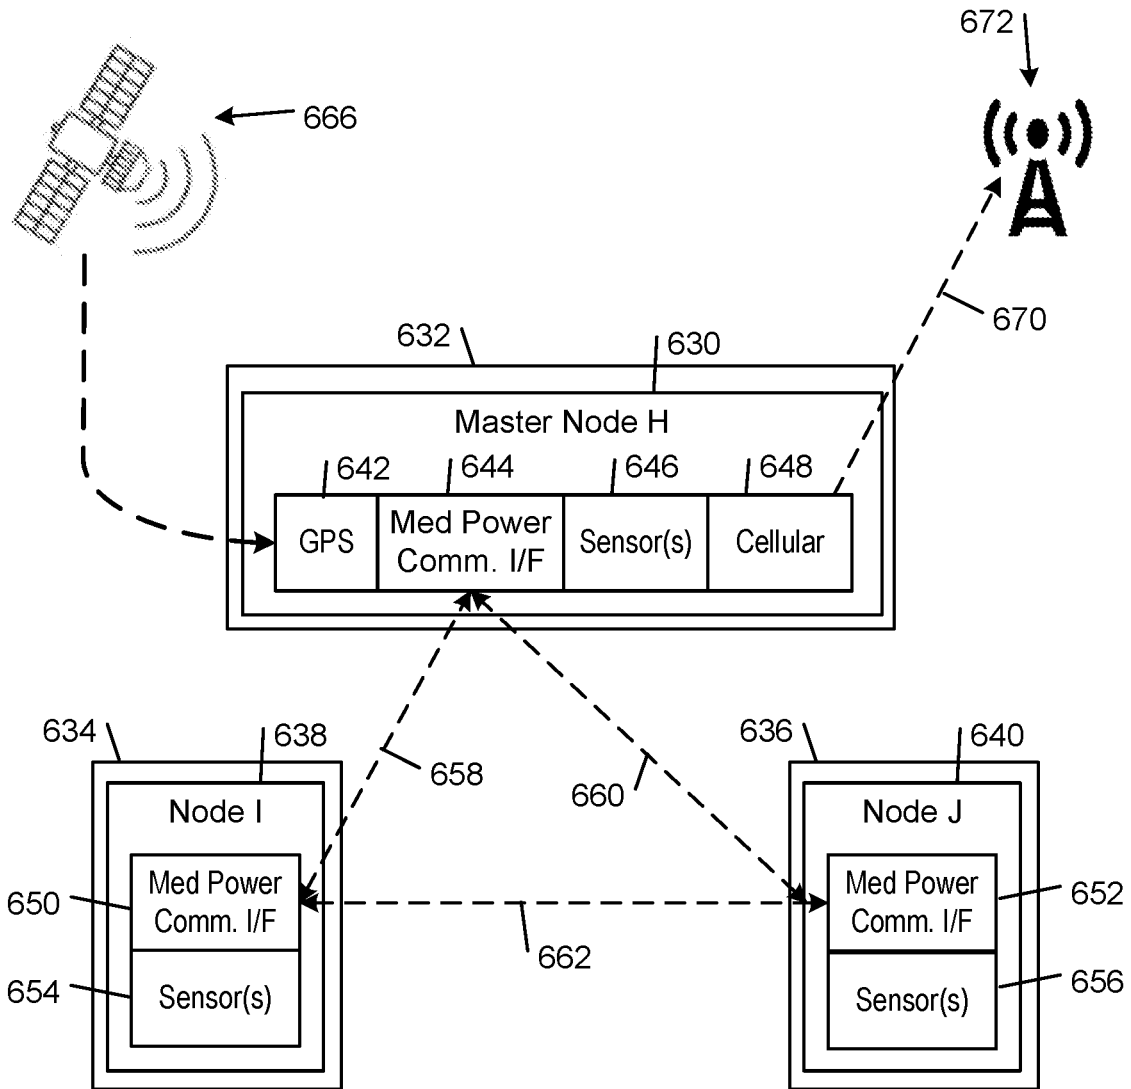 672
666
670
632
630
Master Node H
642
644
646
648
GPS
Med Power
Comm. I/F
Sensor(s)
Cellular
634
638
658
660
636
640
Node I
Node J
650
Med Power
Comm. I/F
Med Power
Comm. I/F
652
662
654
Sensor(s)
Sensor(s)
656